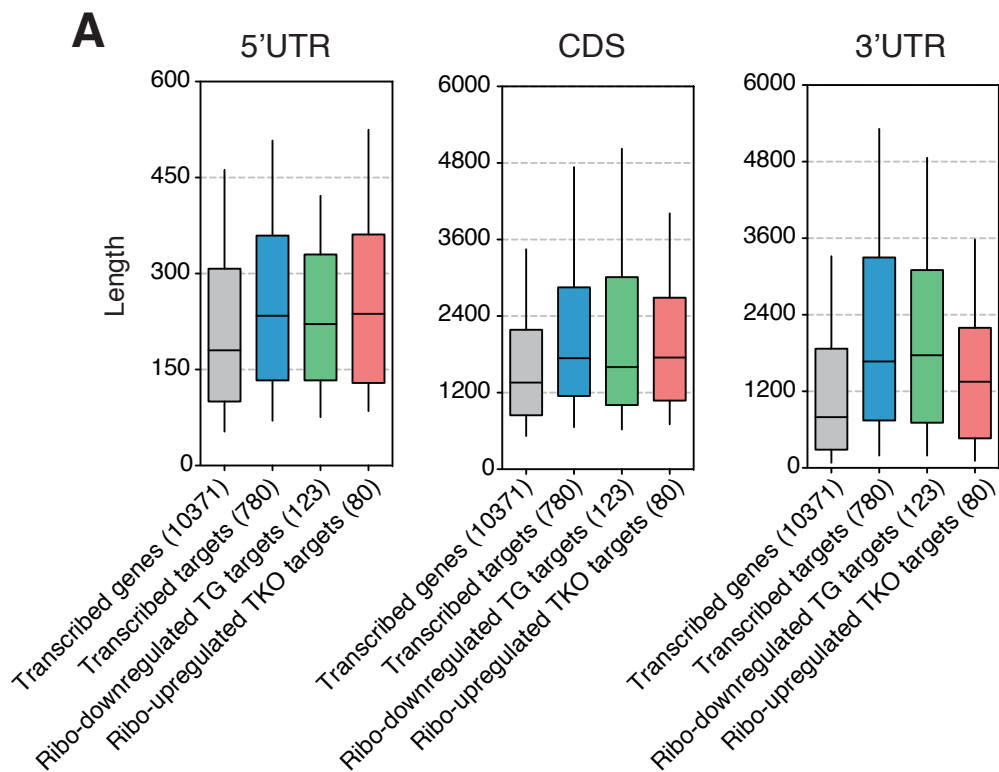 A
5'UTR
CDS
3'UTR
Length
600
450
300
150
0
Transcribed genes (10371)
Transcribed targets (780)
Ribo-downregulated TG targets (123)
Ribo-upregulated TKO targets (80)
6000
4800
3600
2400
1200
0
Transcribed genes (10371)
Transcribed targets (780)
Ribo-downregulated TG targets (123)
Ribo-upregulated TKO targets (80)
6000
4800
3600
2400
1200
0
Transcribed genes (10371)
Transcribed targets (780)
Ribo-downregulated TG targets (123)
Ribo-upregulated TKO targets (80)